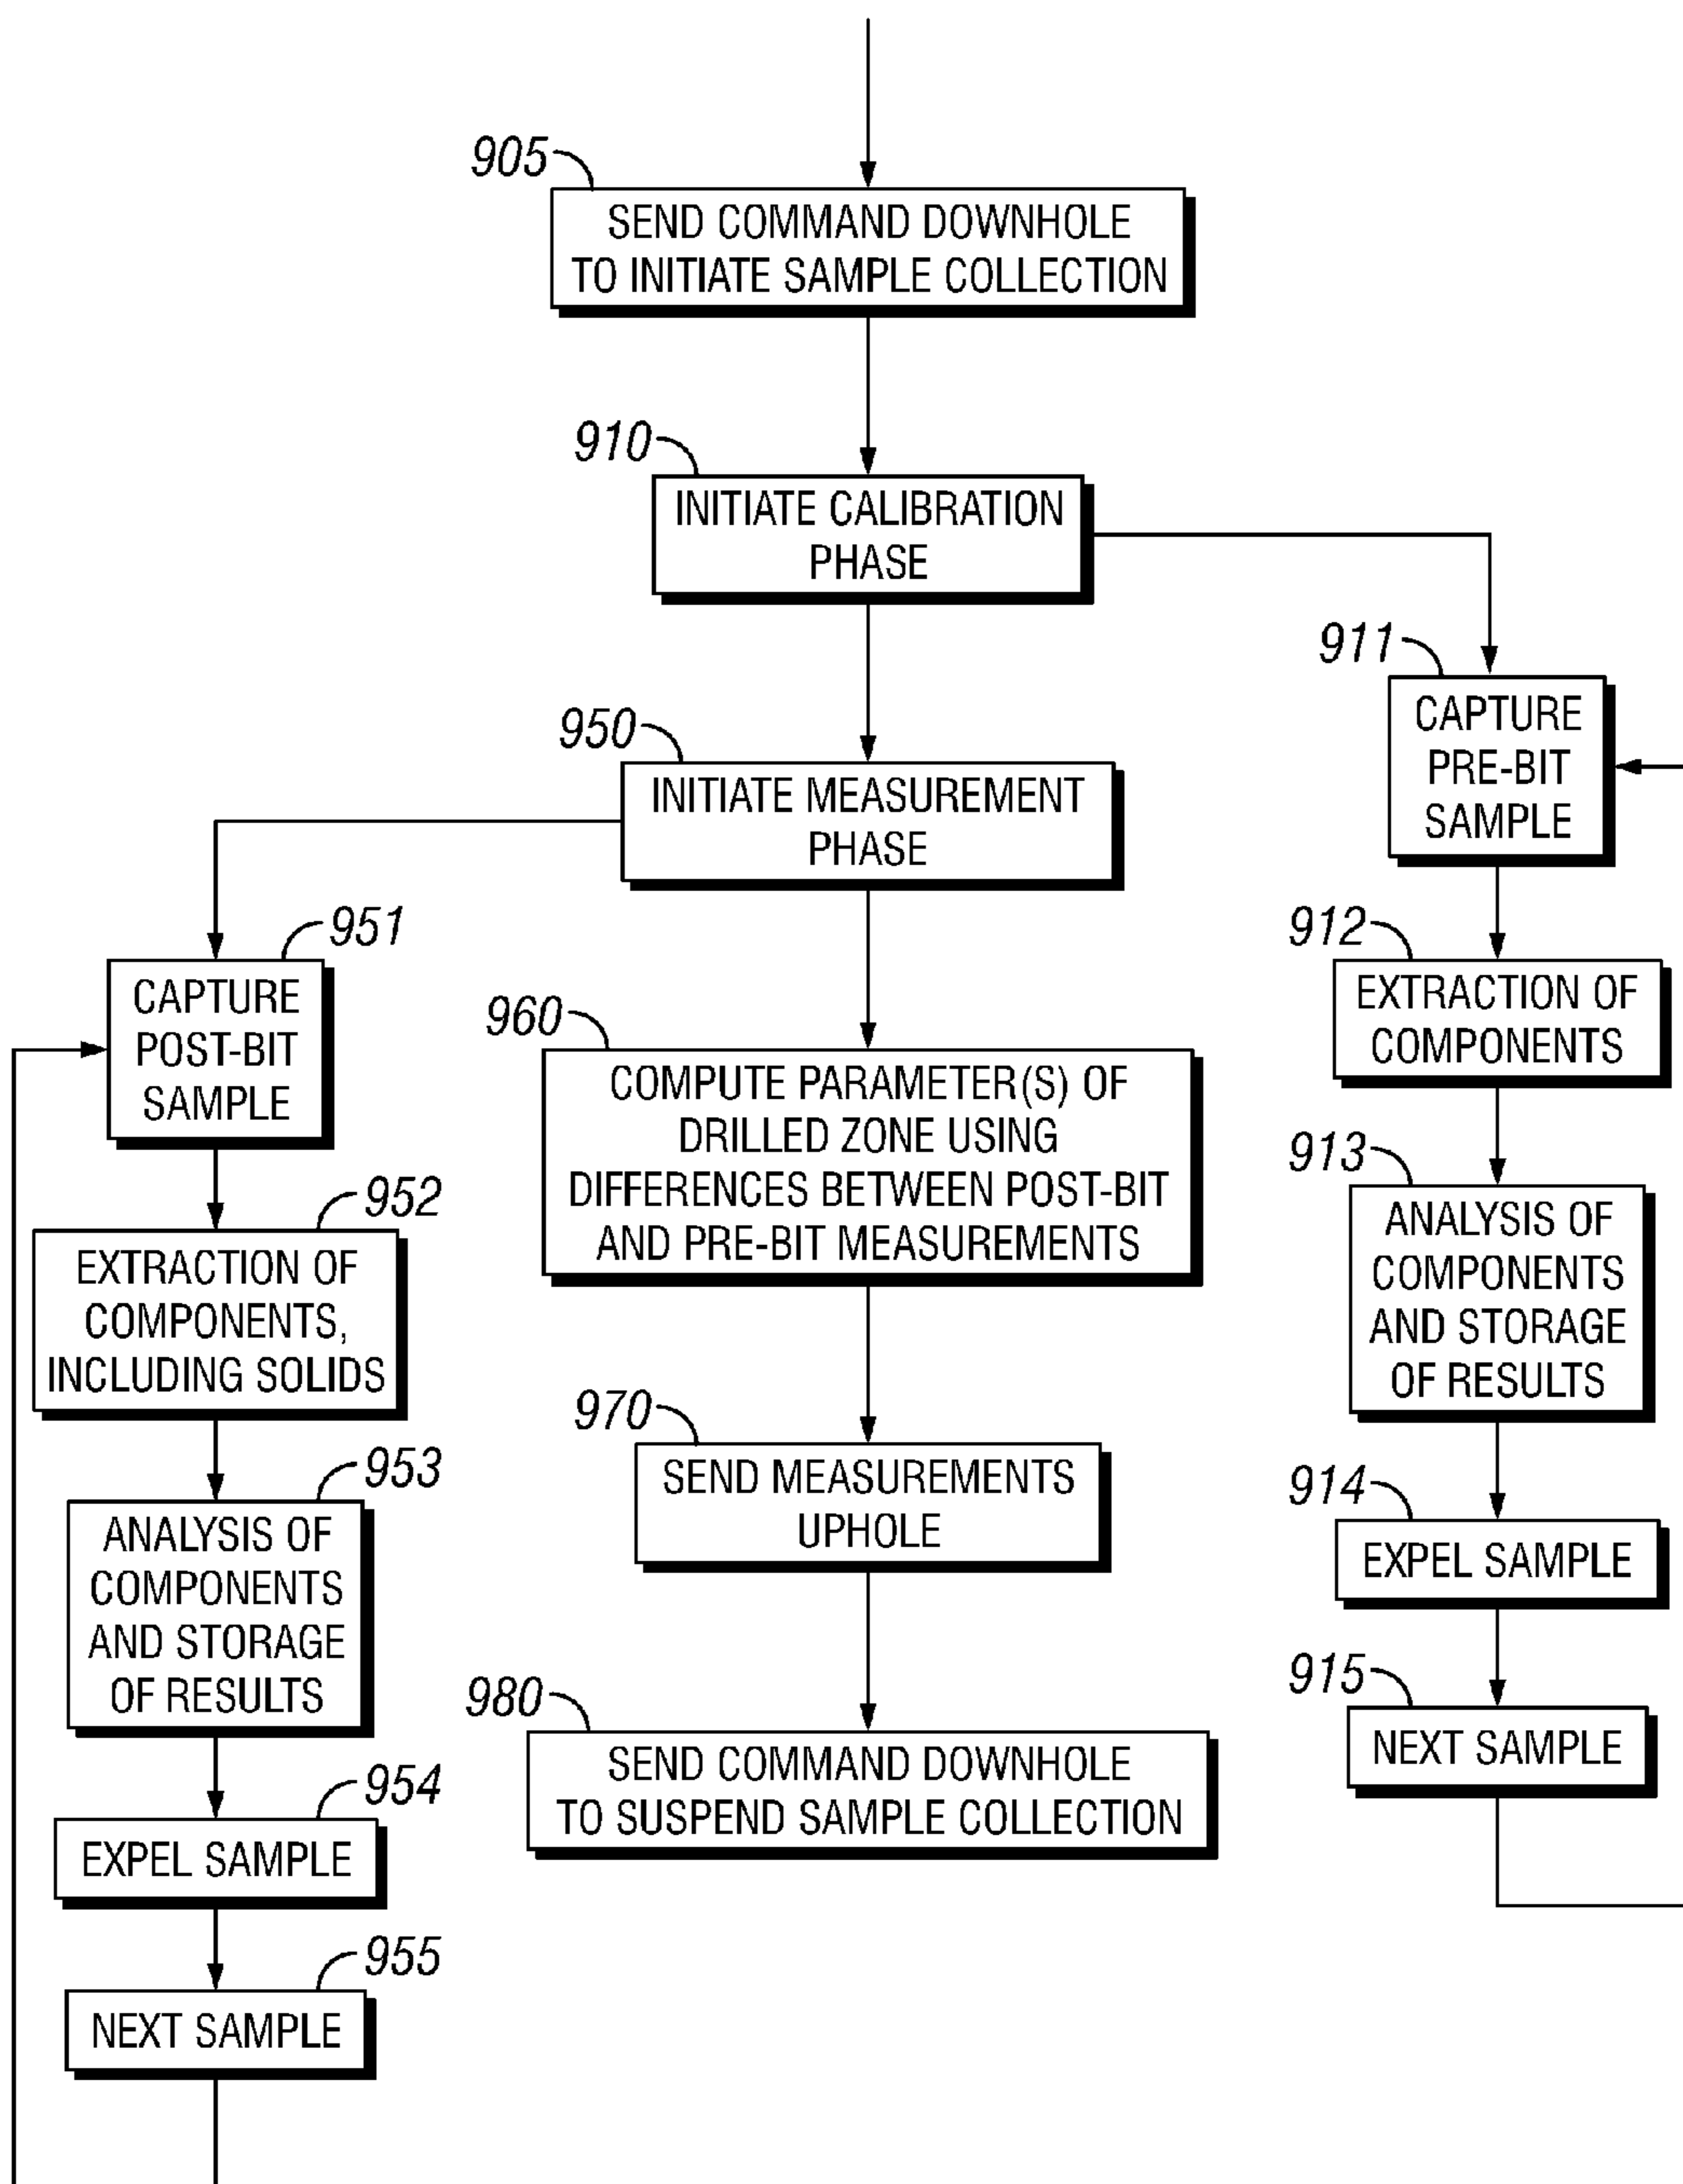 905
SEND COMMAND DOWNHOLE
TO INITIATE SAMPLE COLLECTION
910
INITIATE CALIBRATION
PHASE
911
CAPTURE
PRE-BIT
SAMPLE
950
INITIATE MEASUREMENT
PHASE
951
CAPTURE
POST-BIT
SAMPLE
912
EXTRACTION OF
COMPONENTS
960
COMPUTE PARAMETER(S) OF
DRILLED ZONE USING
DIFFERENCES BETWEEN POST-BIT
AND PRE-BIT MEASUREMENTS
913
ANALYSIS OF
COMPONENTS
AND STORAGE
OF RESULTS
952
EXTRACTION OF
COMPONENTS,
INCLUDING SOLIDS
970
SEND MEASUREMENTS
UPHOLE
953
ANALYSIS OF
COMPONENTS
AND STORAGE
OF RESULTS
914
EXPEL SAMPLE
915
NEXT SAMPLE
980
SEND COMMAND DOWNHOLE
TO SUSPEND SAMPLE COLLECTION
954
EXPEL SAMPLE
955
NEXT SAMPLE